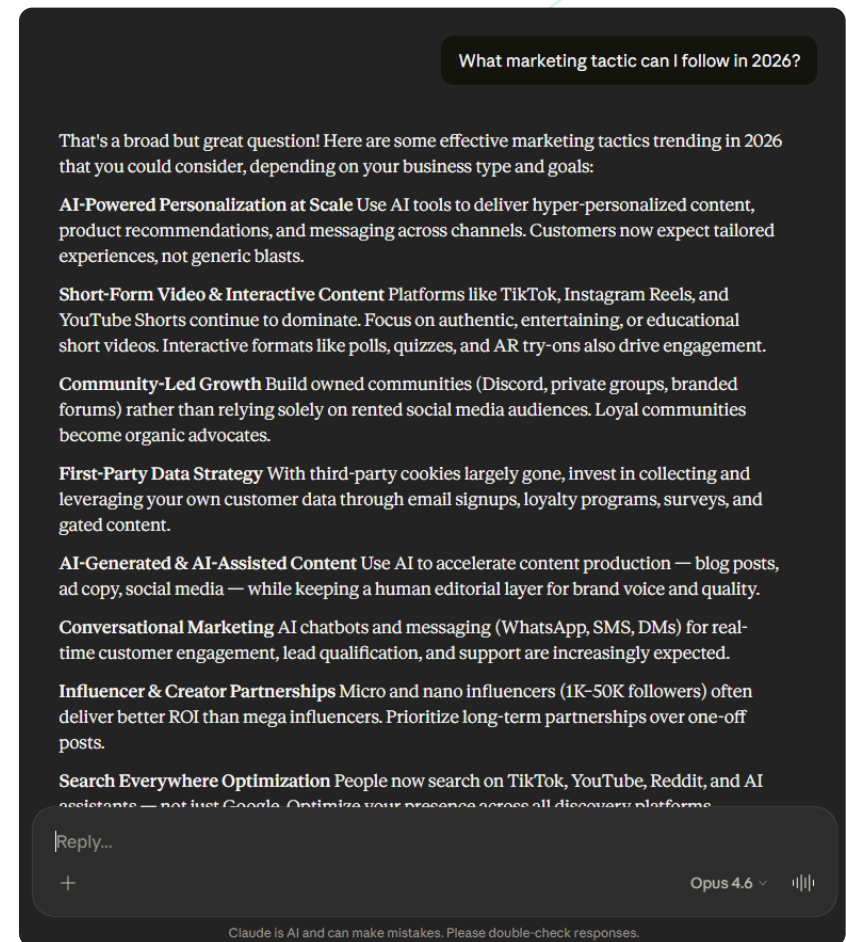 What marketing tactic can I follow in 2026?
That's a broad but great question! Here are some effective marketing tactics trending in 2026
that you could consider, depending on your business type and goals:
AI-Powered Personalization at Scale Use AI tools to deliver hyper-personalized content,
product recommendations, and messaging across channels. Customers now expect tailored
experiences, not generic blasts.
Short-Form Video & Interactive Content Platforms like TikTok, Instagram Reels, and
YouTube Shorts continue to dominate. Focus on authentic, entertaining, or educational
short videos. Interactive formats like polls, quizzes, and AR try-ons also drive engagement.
Community-Led Growth Build owned communities (Discord, private groups, branded
forums) rather than relying solely on rented social media audiences. Loyal communities
become organic advocates.
First-Party Data Strategy With third-party cookies largely gone, invest in collecting and
leveraging your own customer data through email signups, loyalty programs, surveys, and
gated content.
AI-Generated & AI-Assisted Content Use AI to accelerate content production — blog posts,
ad copy, social media — while keeping a human editorial layer for brand voice and quality.
Conversational Marketing AI chatbots and messaging (WhatsApp, SMS, DMs) for real-
time customer engagement, lead qualification, and support are increasingly expected.
Influencer & Creator Partnerships Micro and nano influencers (1K–50K followers) often
deliver better ROI than mega influencers. Prioritize long-term partnerships over one-off
posts.
Search Everywhere Optimization People now search on TikTok, YouTube, Reddit, and AI
assistants — not just Google. Optimize your presence across all discovery platforms.
Reply...
Opus 4.6
Claude is AI and can make mistakes. Please double-check responses.